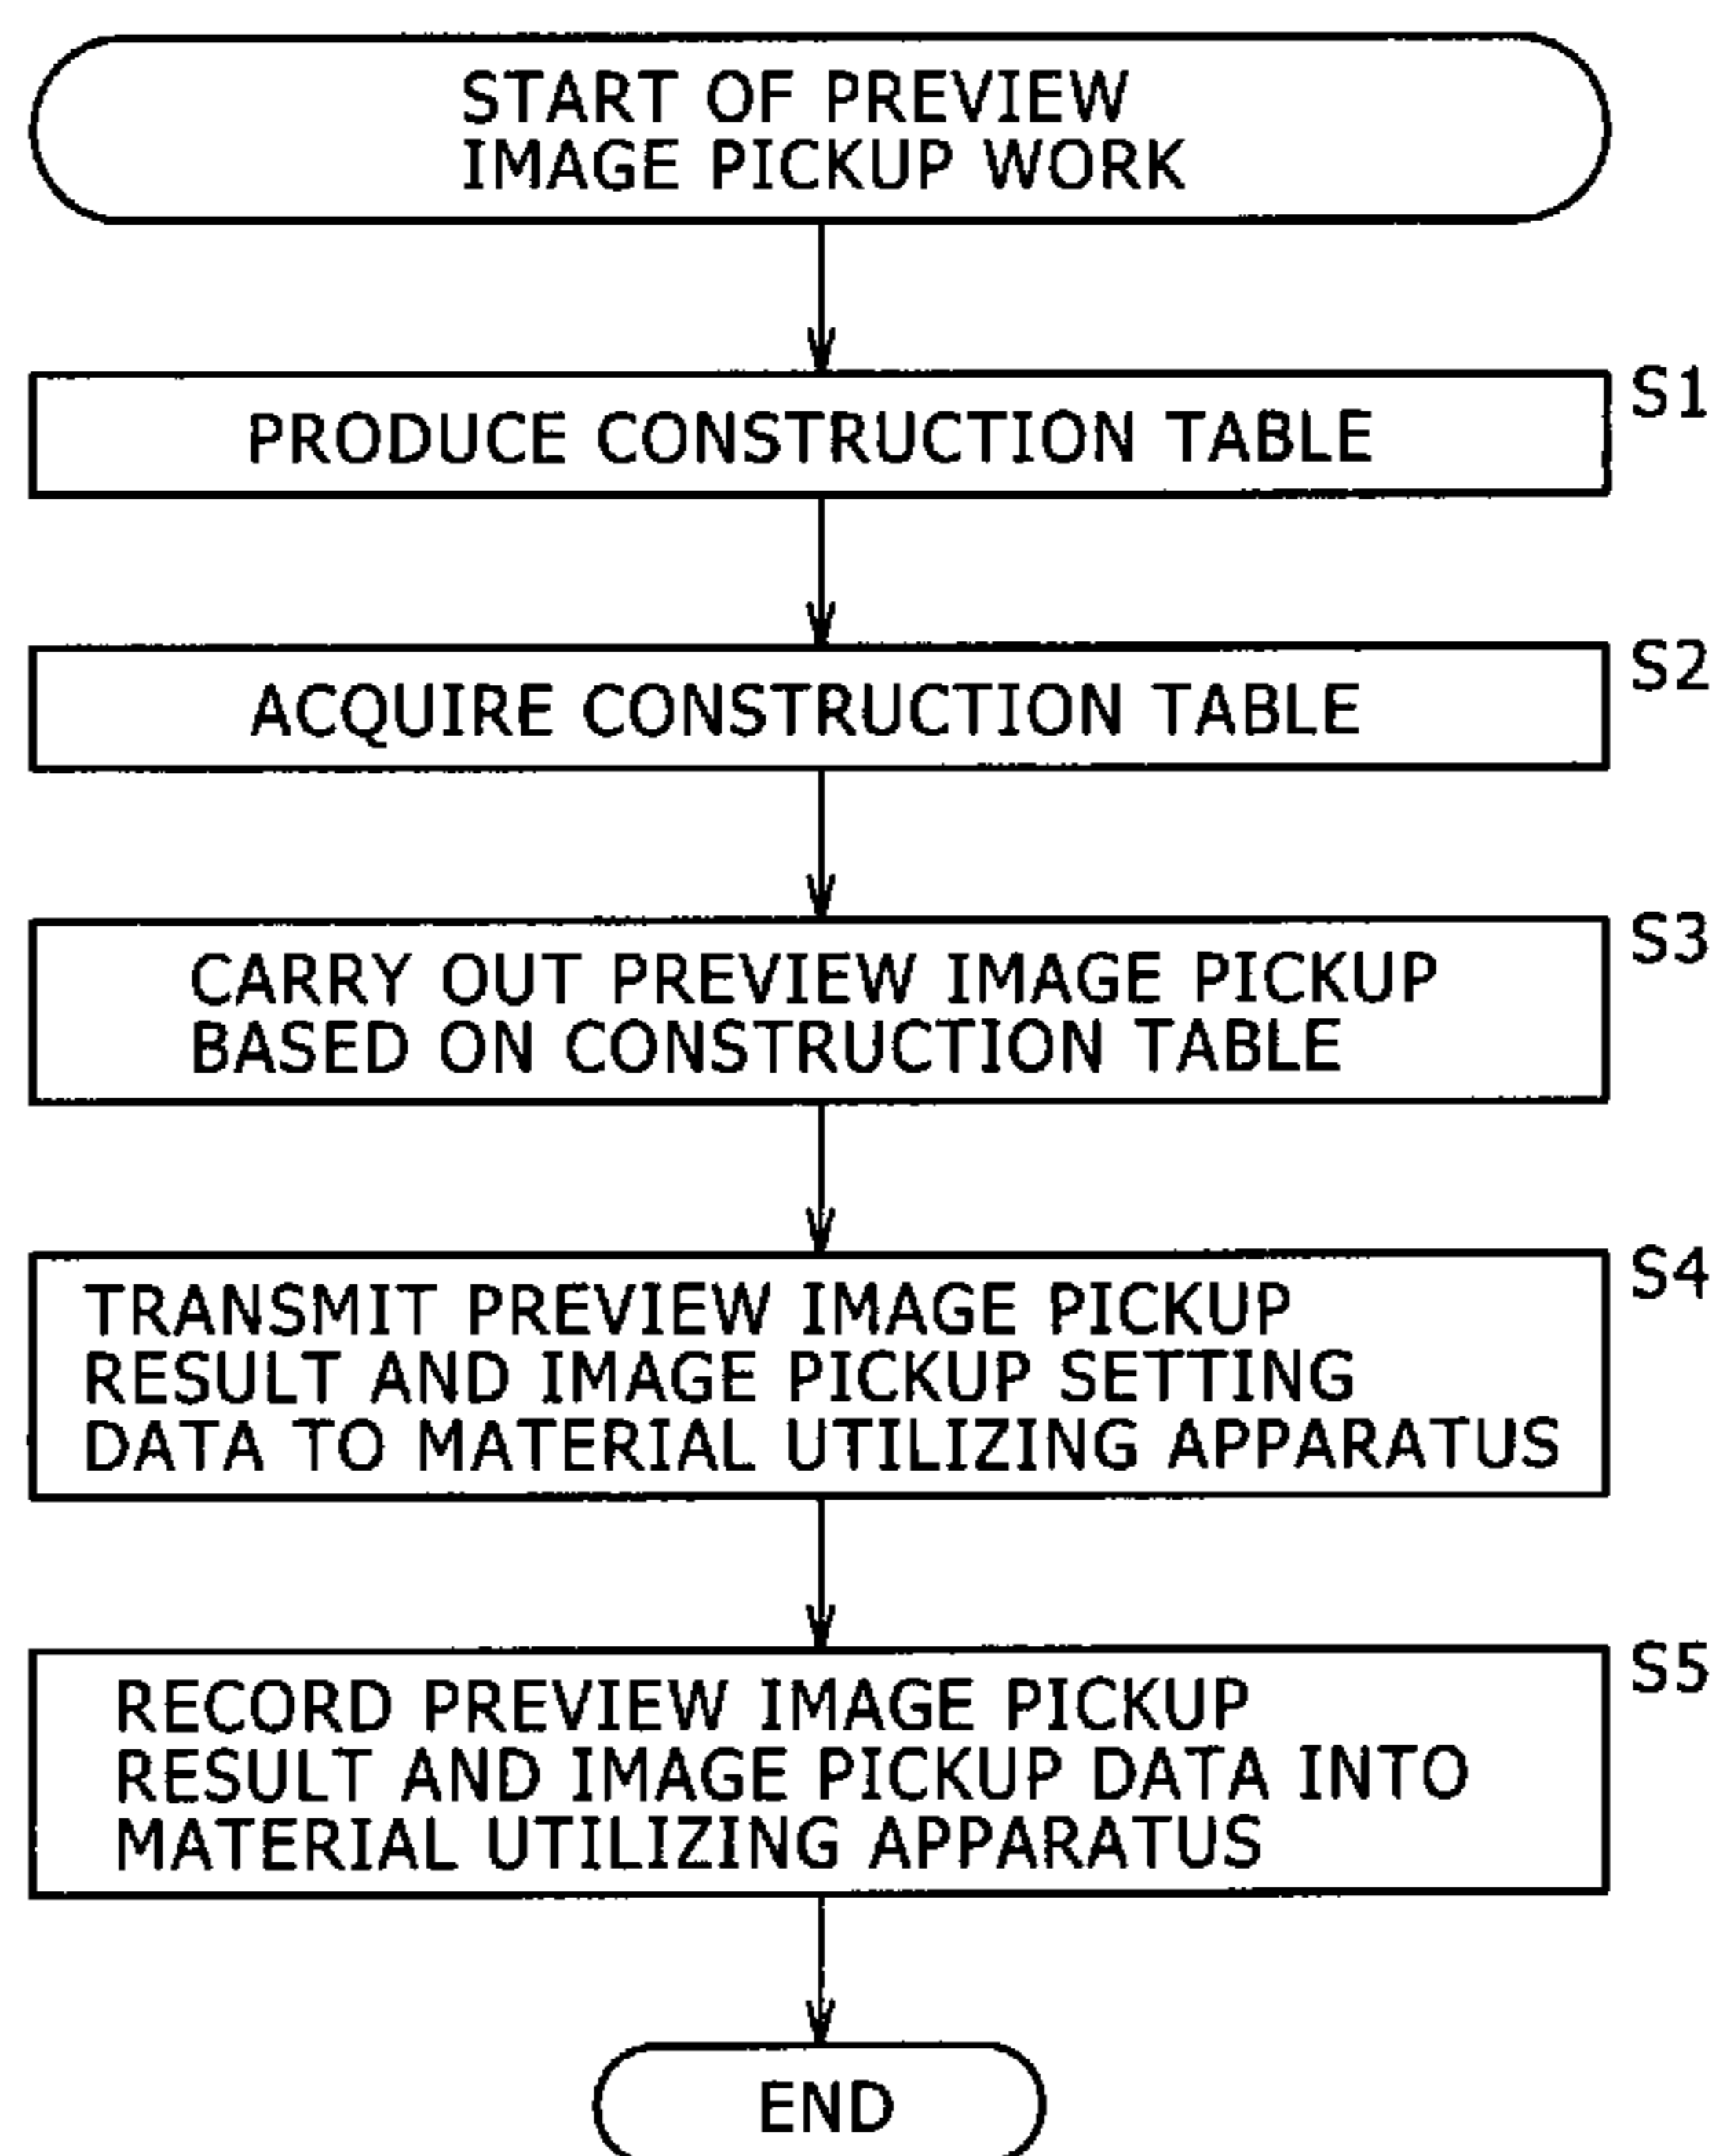 START OF PREVIEW
IMAGE PICKUP WORK
S1
PRODUCE CONSTRUCTION TABLE
S2
ACQUIRE CONSTRUCTION TABLE
S3
CARRY OUT PREVIEW IMAGE PICKUP
BASED ON CONSTRUCTION TABLE
S4
TRANSMIT PREVIEW IMAGE PICKUP
RESULT AND IMAGE PICKUP SETTING
DATA TO MATERIAL UTILIZING APPARATUS
S5
RECORD PREVIEW IMAGE PICKUP
RESULT AND IMAGE PICKUP DATA INTO
MATERIAL UTILIZING APPARATUS
END